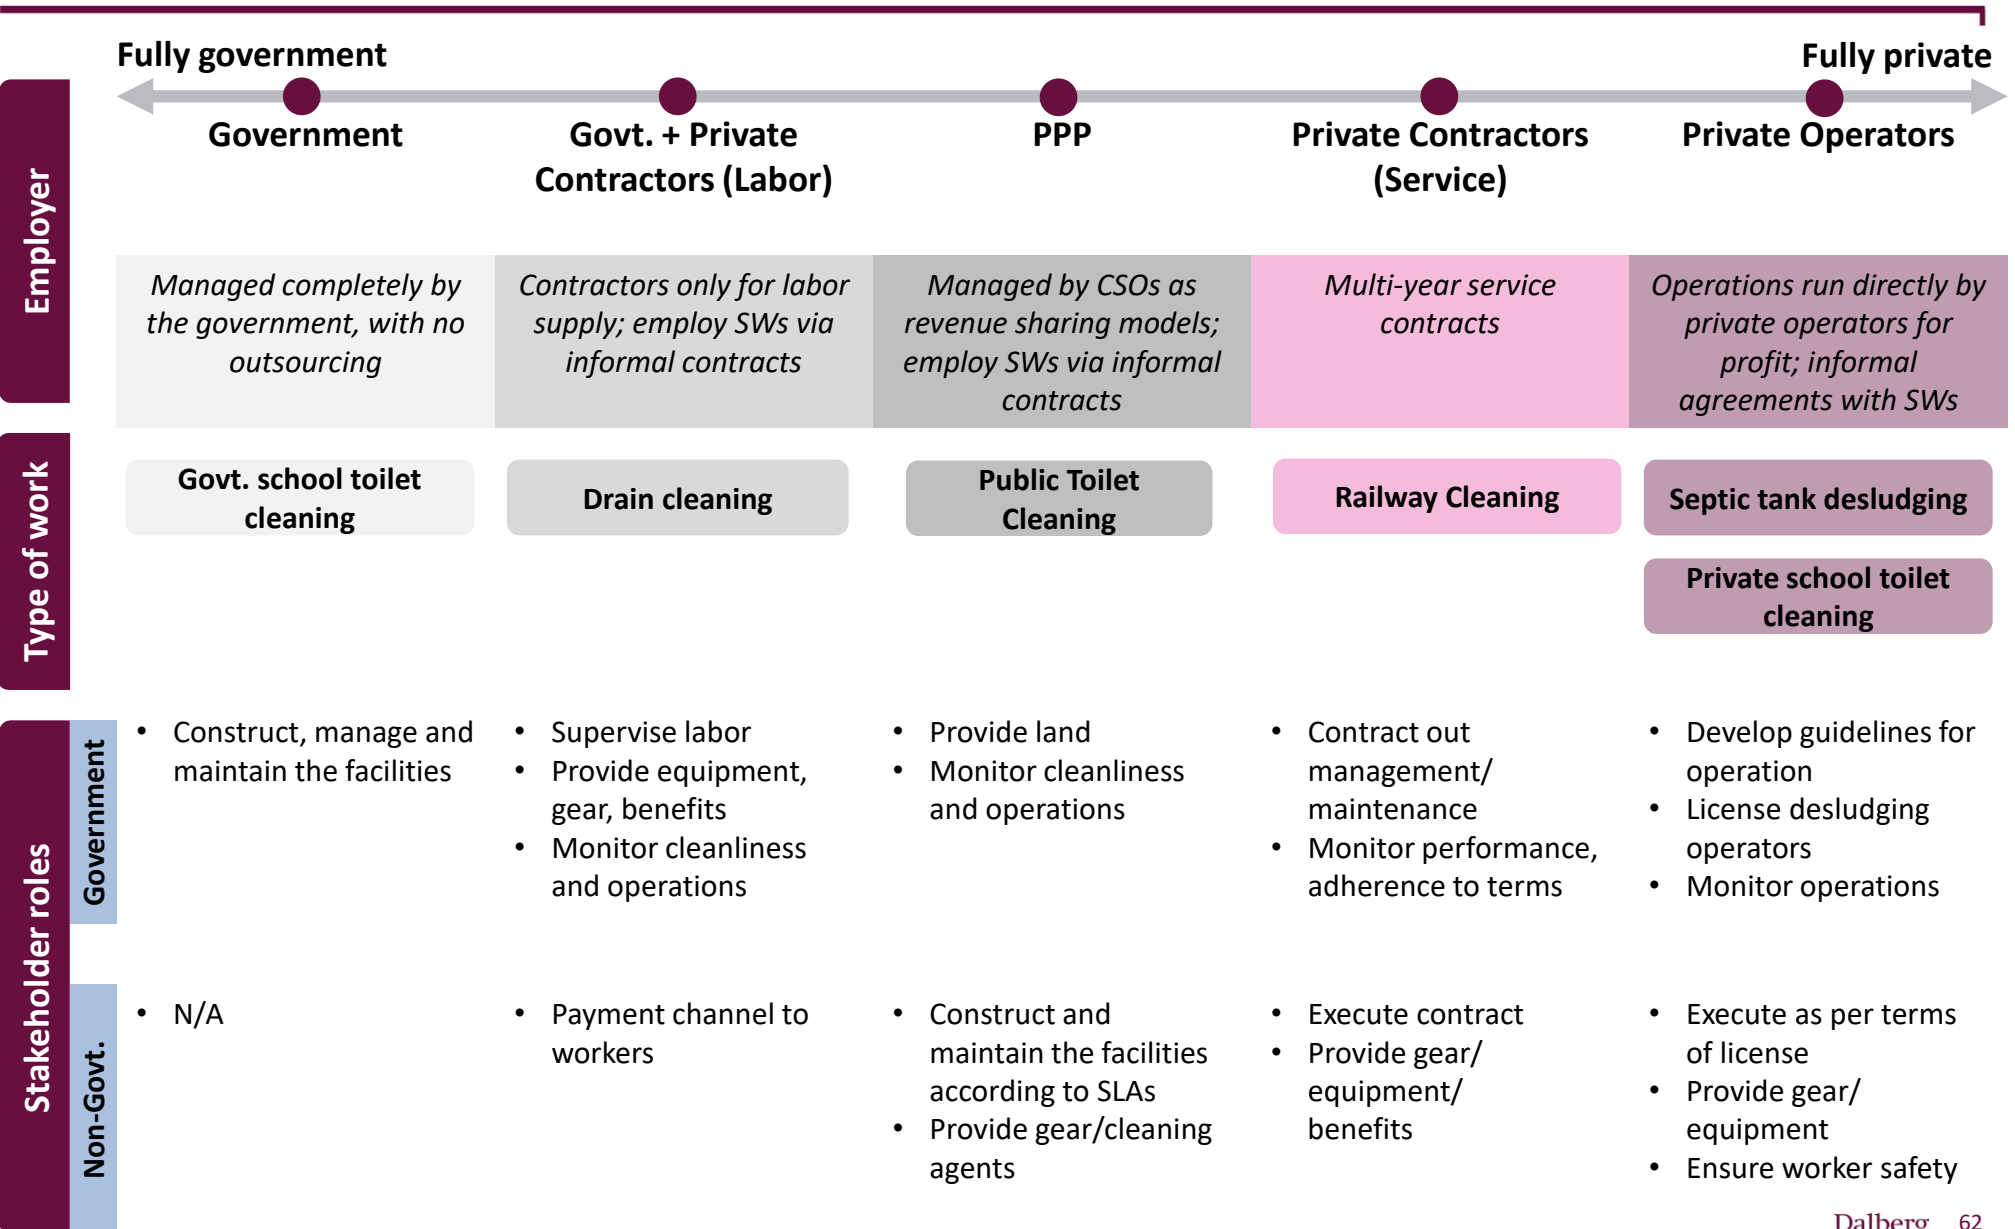 Fully government
Fully private
Employer
Government
Govt. + Private
Contractors (Labor)
PPP
Private Contractors
(Service)
Private Operators
Managed completely by
the government, with no
outsourcing
Contractors only for labor
supply; employ SWs via
informal contracts
Managed by CSOs as
revenue sharing models;
employ SWs via informal
contracts
Multi-year service
contracts
Operations run directly by
private operators for
profit; informal
agreements with SWs
Type of work
Govt. school toilet
cleaning
Drain cleaning
Public Toilet
Cleaning
Railway Cleaning
Septic tank desludging
Private school toilet
cleaning
Stakeholder roles
Government
• Construct, manage and
maintain the facilities
• Supervise labor
• Provide equipment,
gear, benefits
• Monitor cleanliness
and operations
• Provide land
• Monitor cleanliness
and operations
• Contract out
management/
maintenance
• Monitor performance,
adherence to terms
• Develop guidelines for
operation
• License desludging
operators
• Monitor operations
Non-Govt.
• N/A
• Payment channel to
workers
• Construct and
maintain the facilities
according to SLAs
• Provide gear/cleaning
agents
• Execute contract
• Provide gear/
equipment/
benefits
• Execute as per terms
of license
• Provide gear/
equipment
• Ensure worker safety
Dalberg 62